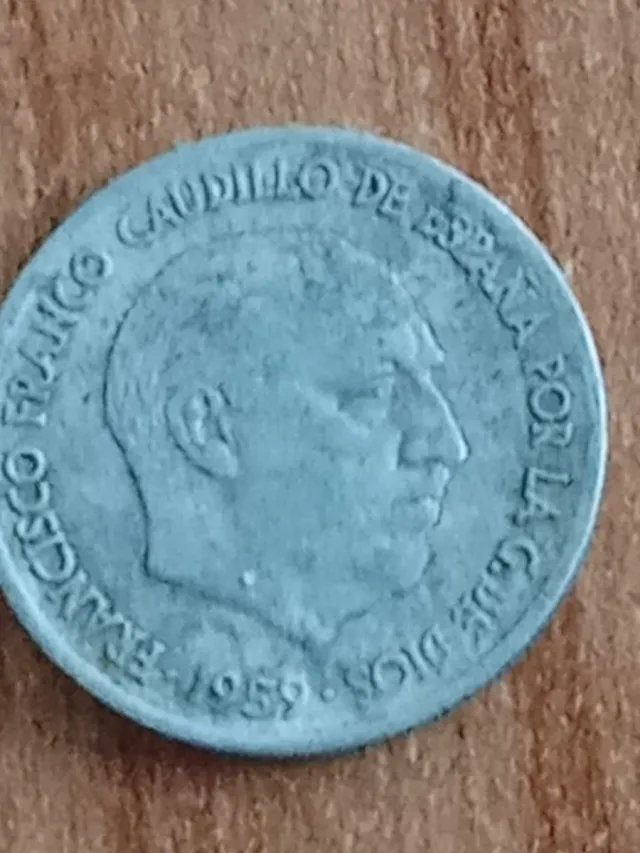 FRANCISCO FRANCO CAUDILLO DE ESPAÑA POR LA G. DE DIOS
· 1959 ·